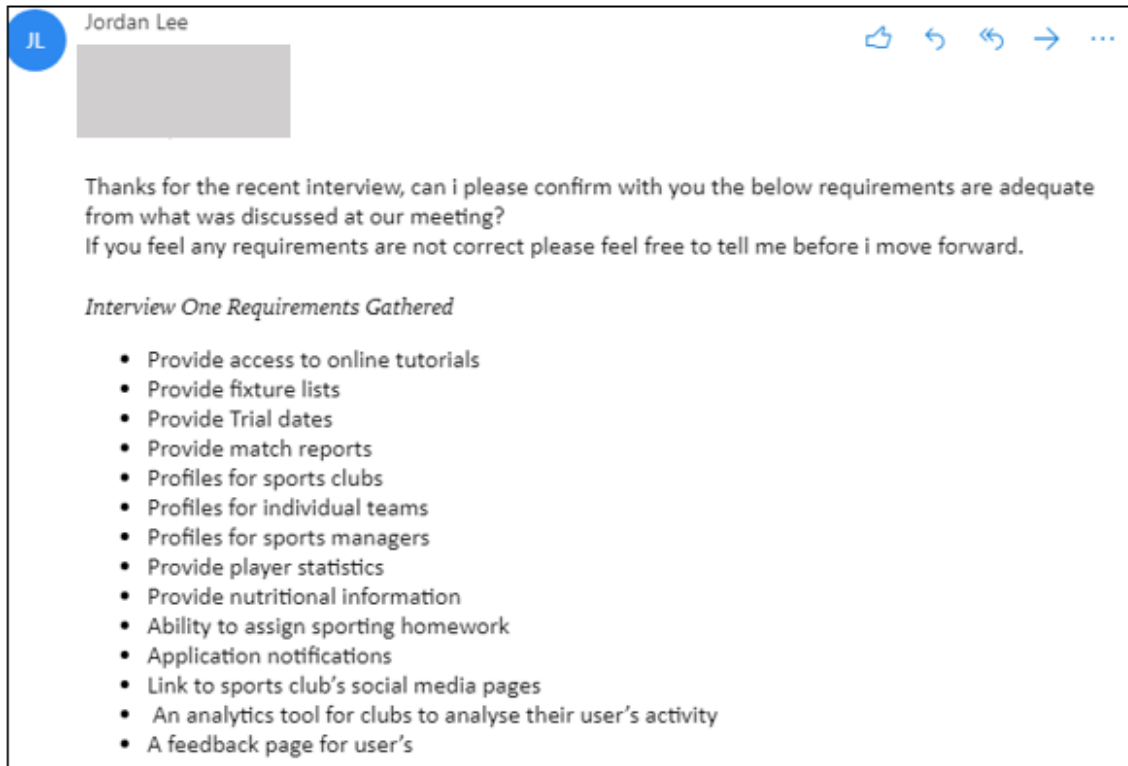 Jordan Lee
JL
Thanks for the recent interview, can i please confirm with you the below requirements are adequate
from what was discussed at our meeting?
If you feel any requirements are not correct please feel free to tell me before i move forward.
Interview One Requirements Gathered
• Provide access to online tutorials
• Provide fixture lists
• Provide Trial dates
• Provide match reports
• Profiles for sports clubs
• Profiles for individual teams
• Profiles for sports managers
• Provide player statistics
• Provide nutritional information
• Ability to assign sporting homework
• Application notifications
• Link to sports club's social media pages
• An analytics tool for clubs to analyse their user's activity
• A feedback page for user's